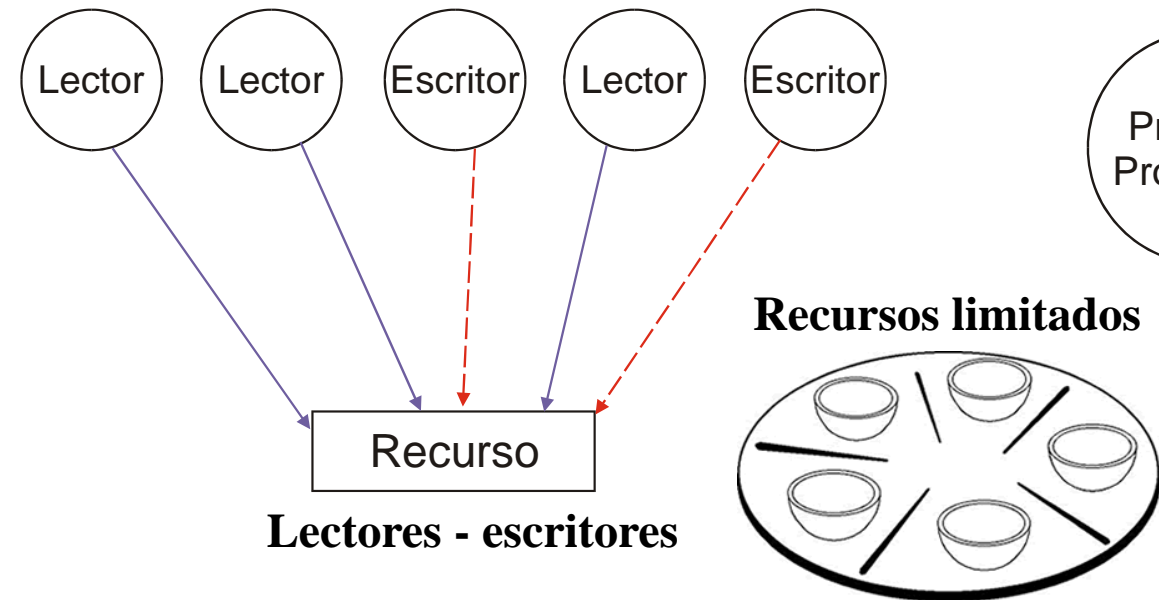 Lector
Lector
Escritor
Lector
Escritor
Recurso
Lectores - escritores
Recursos limitados